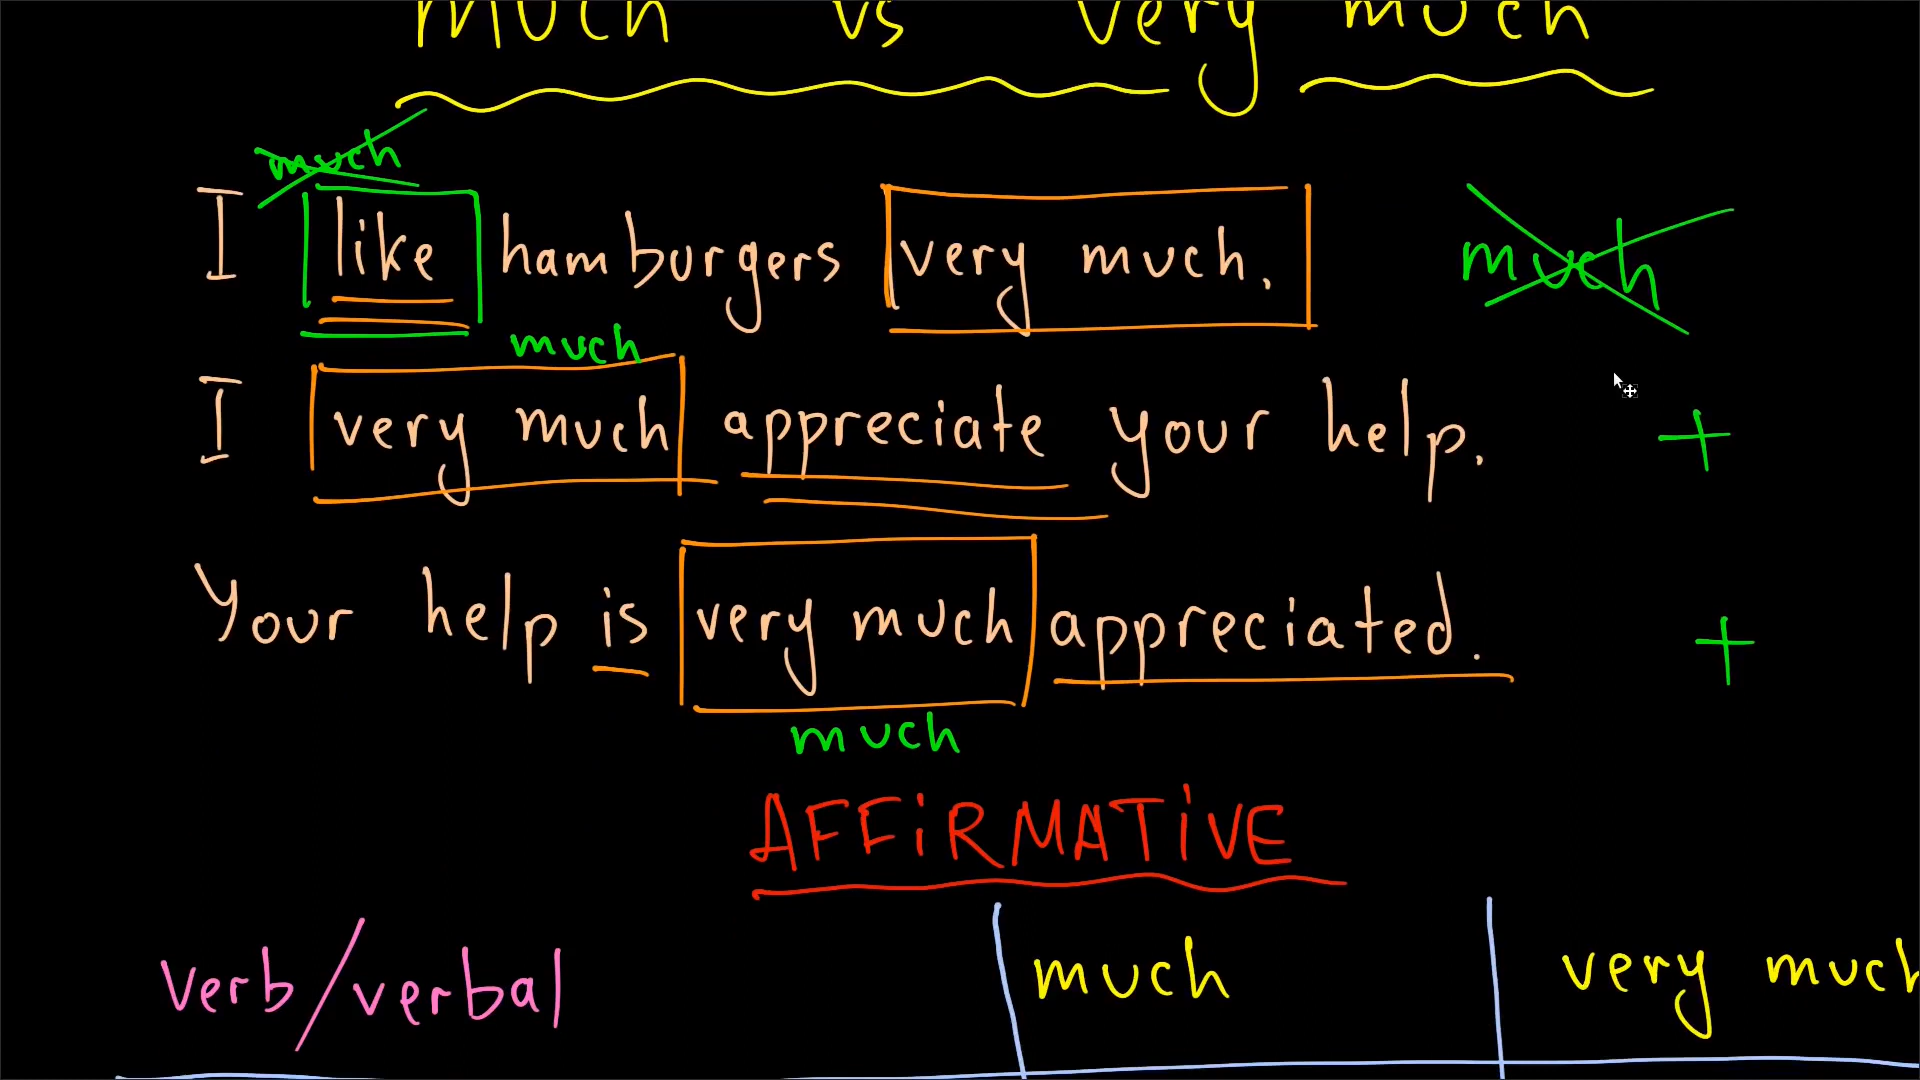 much vs very much
much
I like hamburgers very much. much
much
I very much appreciate your help. +
Your help is very much appreciated. +
much
AFFiRMATiVE
verb/verbal much very much